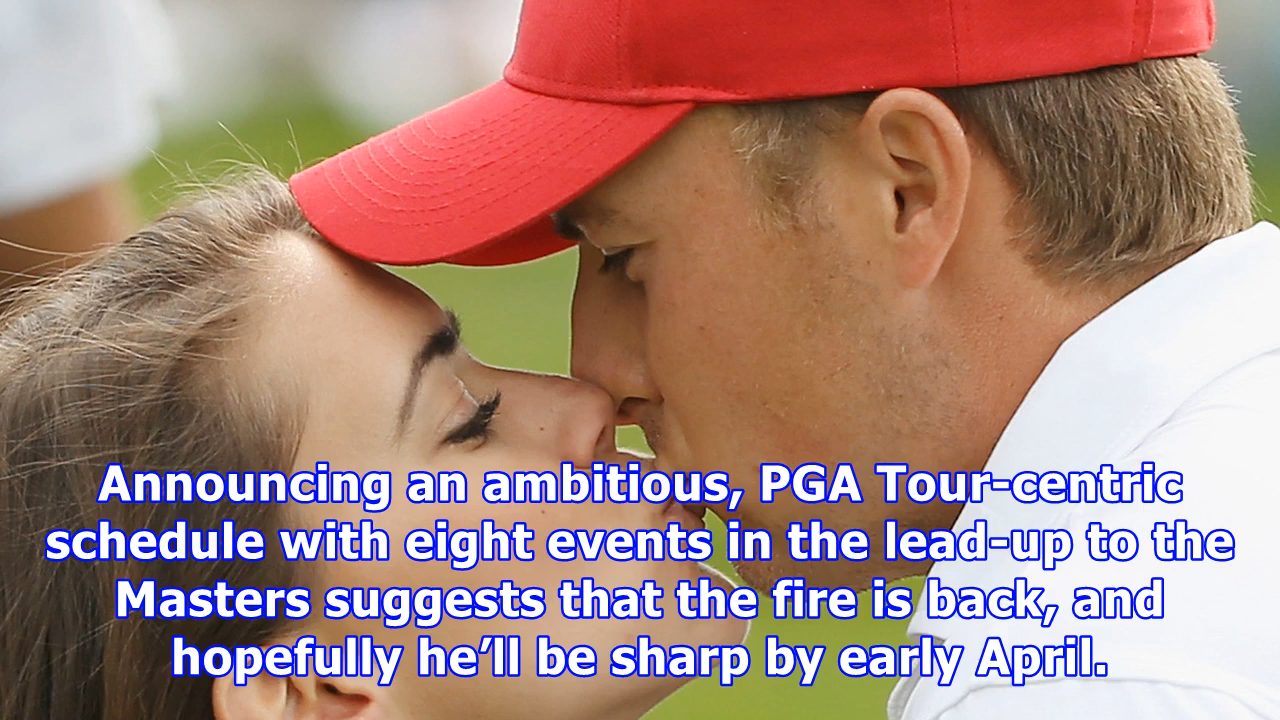 Announcing an ambitious, PGA Tour-centric
schedule with eight events in the lead-up to the
Masters suggests that the fire is back, and
hopefully he’ll be sharp by early April.